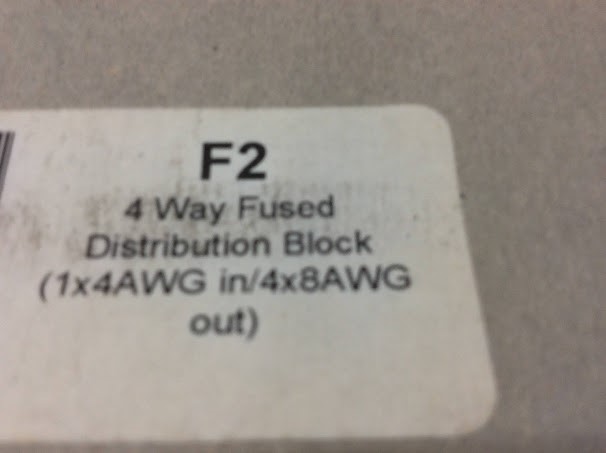 F2
4 Way Fused
Distribution Block
(1x4AWG in/4x8AWG
out)